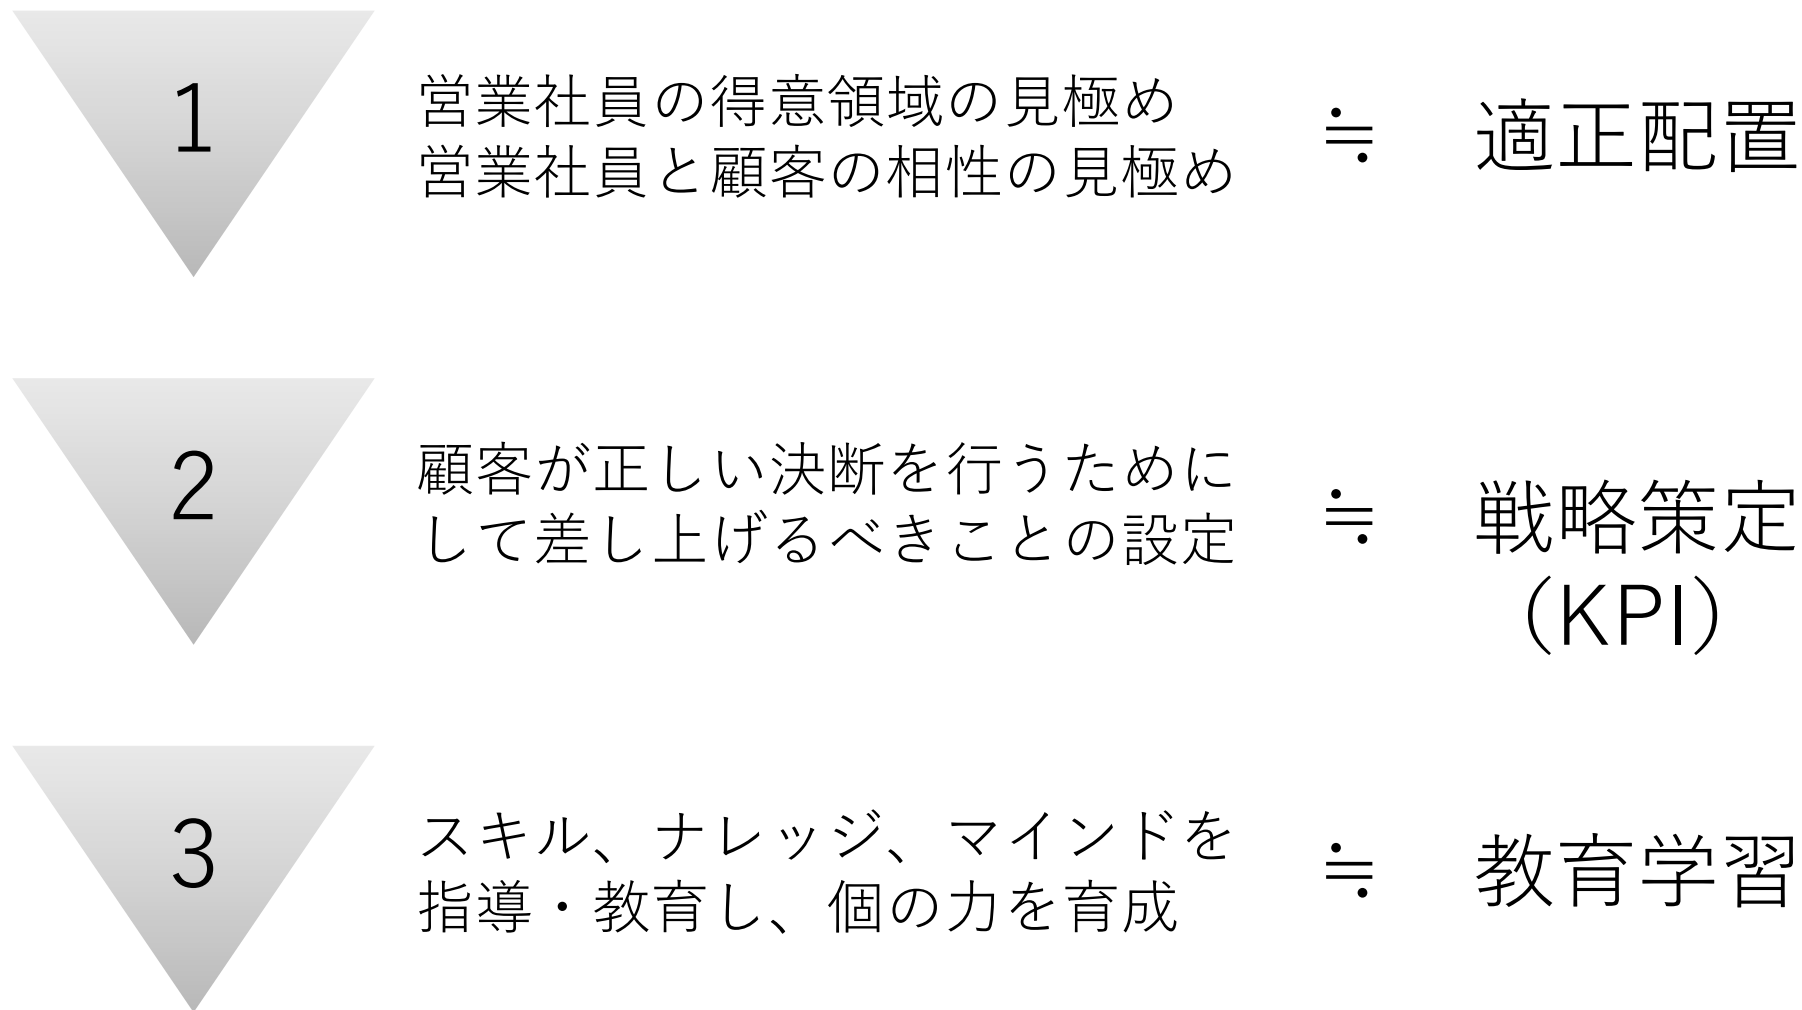 1
営業社員の得意領域の見極め
営業社員と顧客の相性の見極め
≒
適正配置
2
顧客が正しい決断を行うために
して差し上げるべきことの設定
≒
戦略策定
（KPI）
3
スキル、ナレッジ、マインドを
指導・教育し、個の力を育成
≒
教育学習